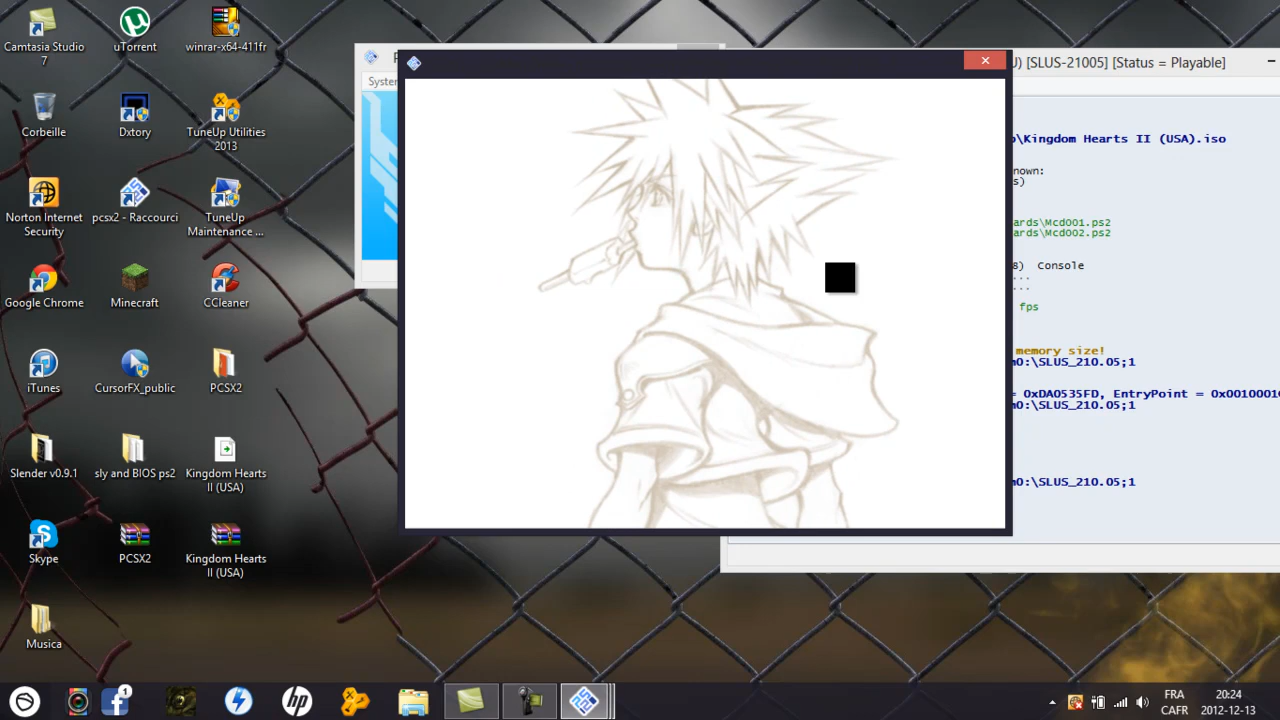 Camtasia Studio
7
uTorrent
winrar-x64-411fr
Corbeille
Dxtory
TuneUp Utilities
2013
Norton Internet
Security
pcsx2 - Raccourci
TuneUp
Maintenance ...
Google Chrome
Minecraft
CCleaner
iTunes
CursorFX_public
PCSX2
Slender v0.9.1
sly and BIOS ps2
Kingdom Hearts
II (USA)
Skype
PCSX2
Kingdom Hearts
II (USA)
Musica
Syster
U) [SLUS-21005] [Status = Playable]
\Kingdom Hearts II (USA).iso
nown:
s)
ards\Mcd001.ps2
ards\Mcd002.ps2
8) Console
...
...
fps
memory size!
m0:\SLUS_210.05;1
= 0xDA0535FD, EntryPoint = 0x0010001
m0:\SLUS_210.05;1
m0:\SLUS_210.05;1
1
hp
FRA
CAFR
20:24
2012-12-13